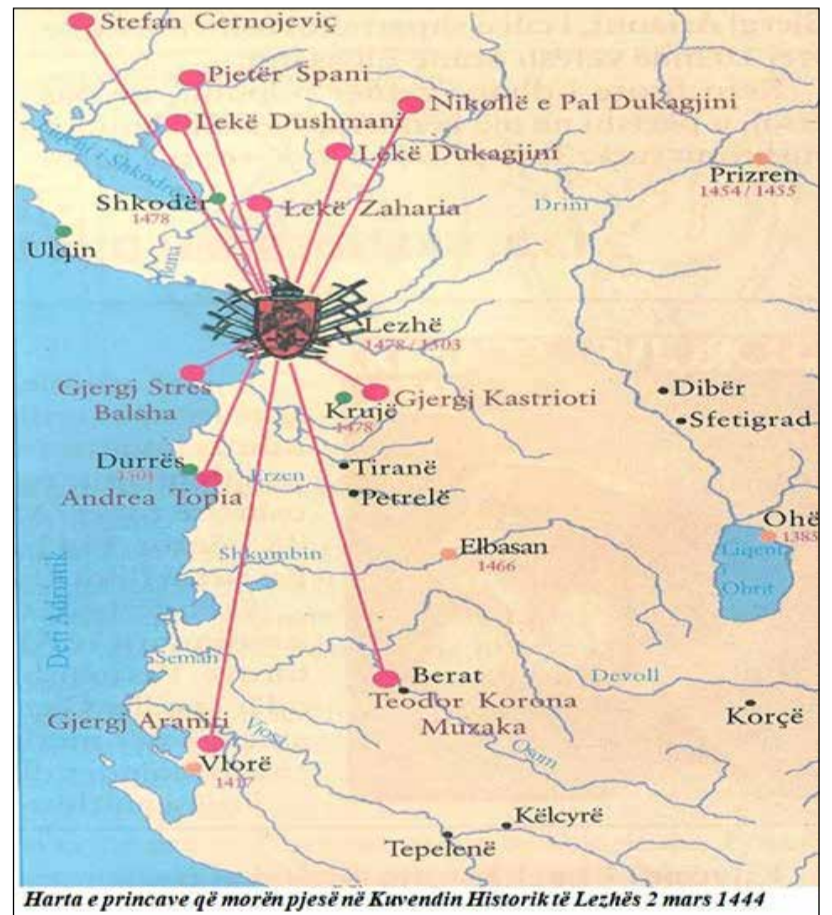 Stefan Cernojeviç
Pjetër Spani
Nikollë e Pal Dukagjini
Lekë Dushmani
Lekë Dukagjini
Prizren
1454/1455
Shkodër
1478
Lekë Zaharia
Drini
Ulqin
Lezhë
1478/1503
Gjergj Stres
Balsha
Krujë
1478
Gjergj Kastrioti
Dibër
Sfetigrad
Durrës
1501
Tiranë
Erzen
Petrelë
Andrea Topia
Ohë
1385
Shkumbin
Elbasan
1466
Liqeni
Ohrit
Deti Adriatik
Seman
Berat
Devoll
Teodor Korona
Muzaka
Korçë
Gjergj Araniti
Vjosa
Osum
Vlorë
1417
Këlcyrë
Tepelenë
Harta e princave që morën pjesë në Kuvendin Historik të Lezhës 2 mars 1444